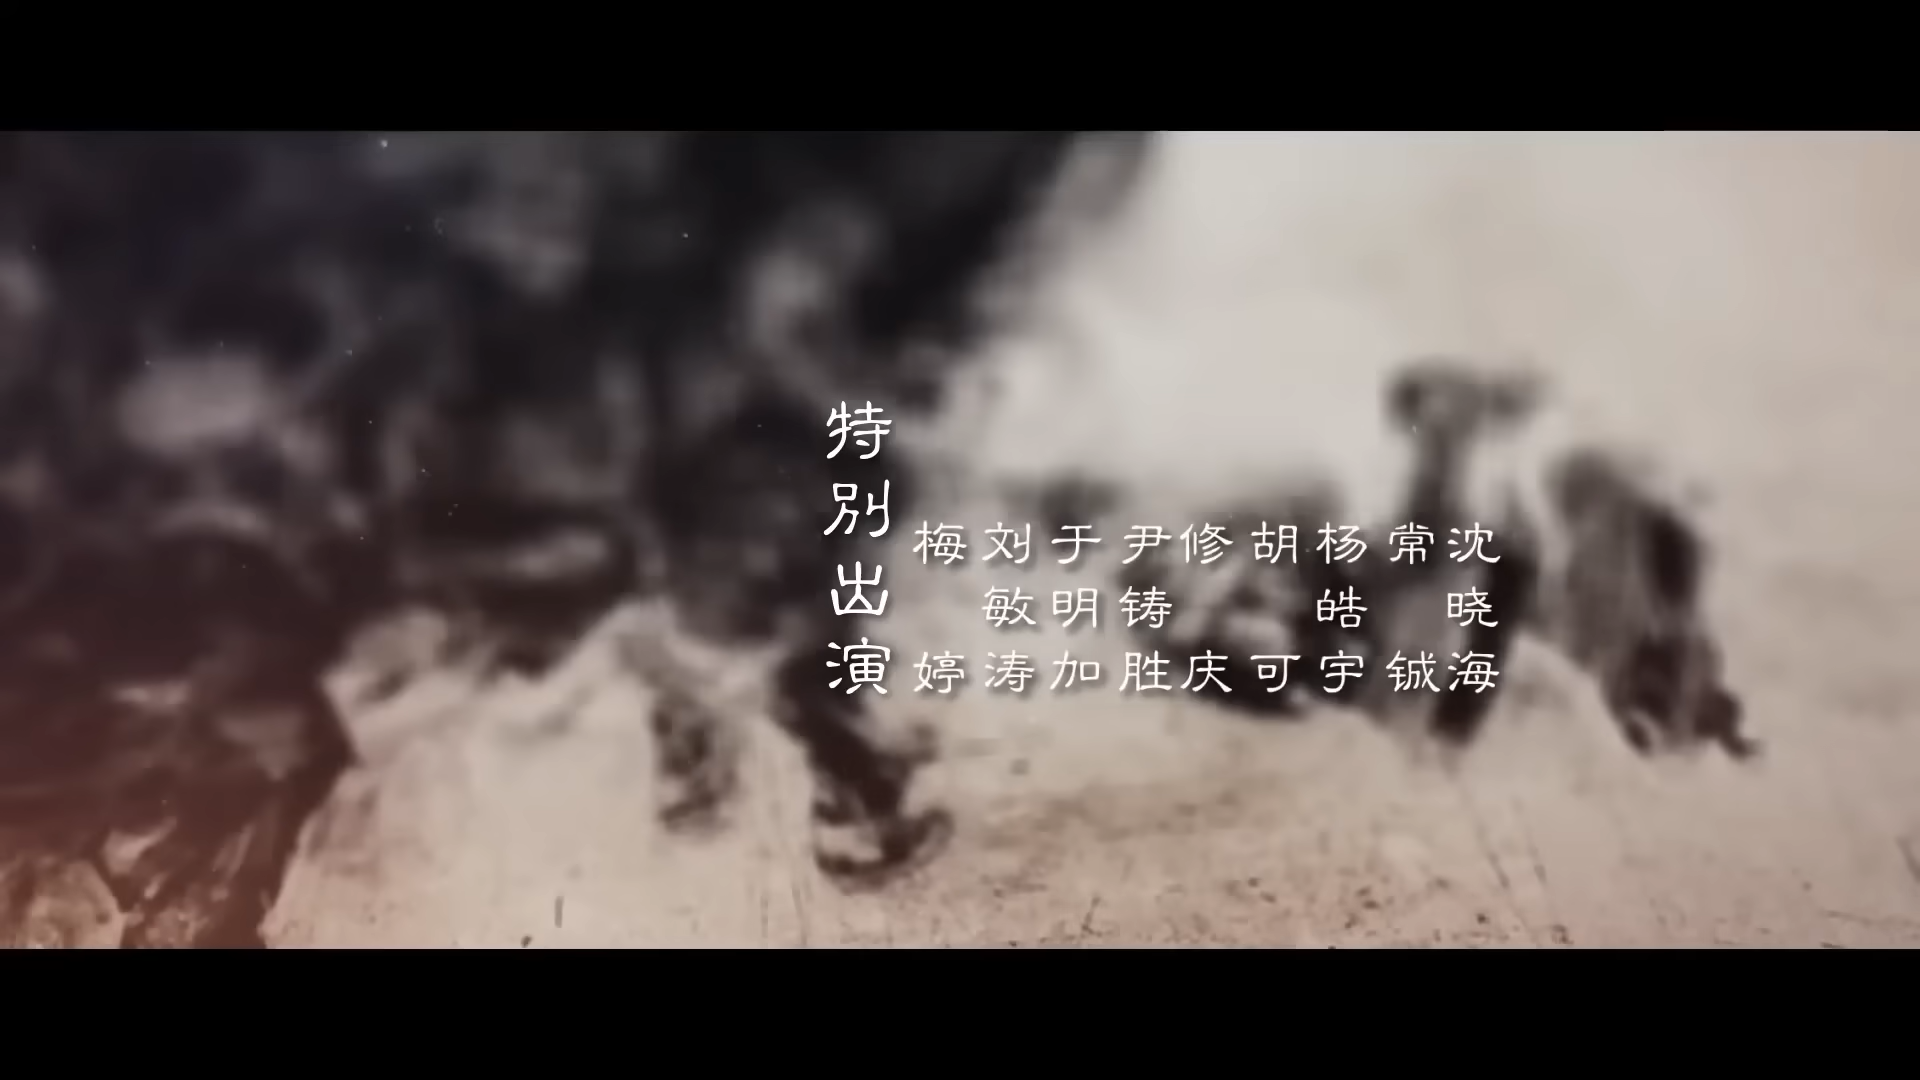 特别出演
梅婷
刘敏涛
于明加
尹铸胜
修庆
胡可
杨皓宇
常铖
沈晓海